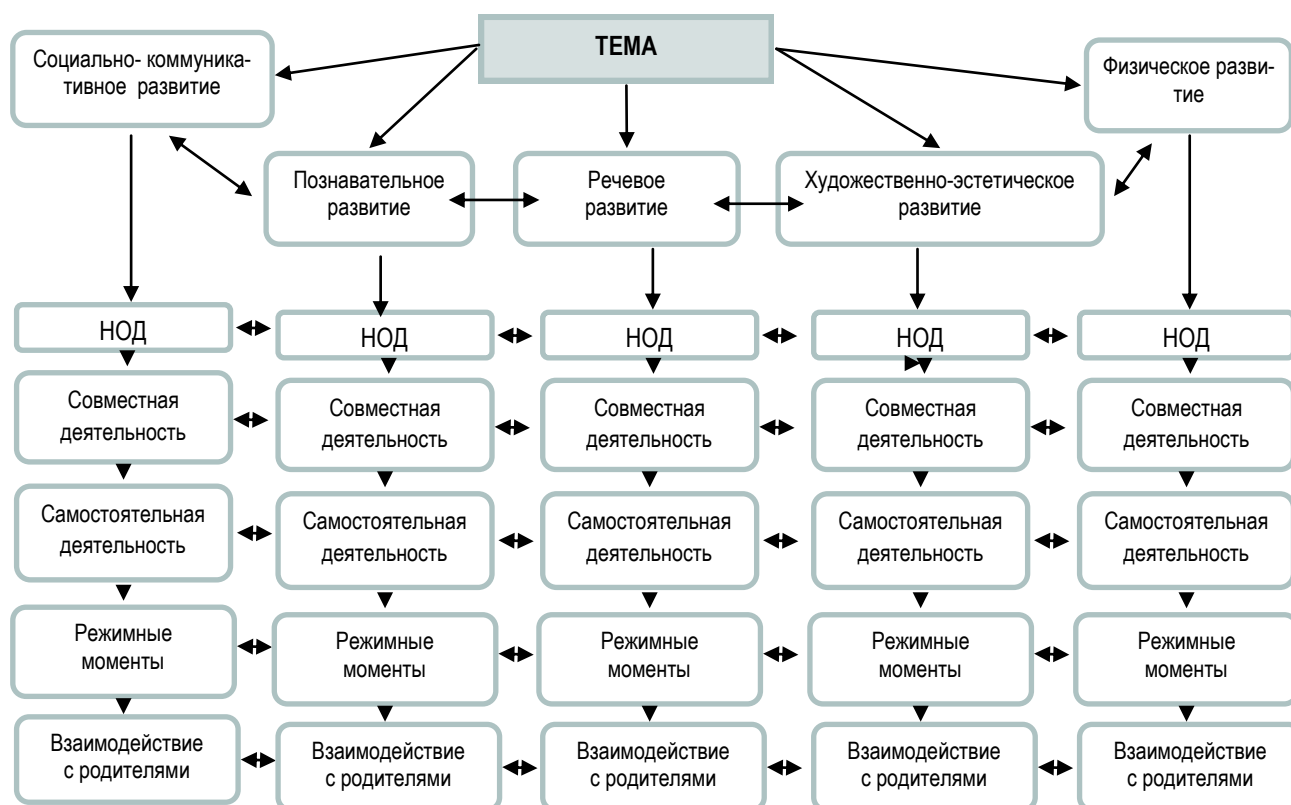 ТЕМА
Социально- коммуника-
тивное развитие
Физическое разви-
тие
Познавательное
развитие
Речевое
развитие
Художественно-эстетическое
развитие
НОД
НОД
НОД
НОД
НОД
Совместная
деятельность
Совместная
деятельность
Совместная
деятельность
Совместная
деятельность
Совместная
деятельность
Самостоятельная
деятельность
Самостоятельная
деятельность
Самостоятельная
деятельность
Самостоятельная
деятельность
Самостоятельная
деятельность
Режимные
моменты
Режимные
моменты
Режимные
моменты
Режимные
моменты
Режимные
моменты
Взаимодействие
с родителями
Взаимодействие
с родителями
Взаимодействие
с родителями
Взаимодействие
с родителями
Взаимодействие
с родителями